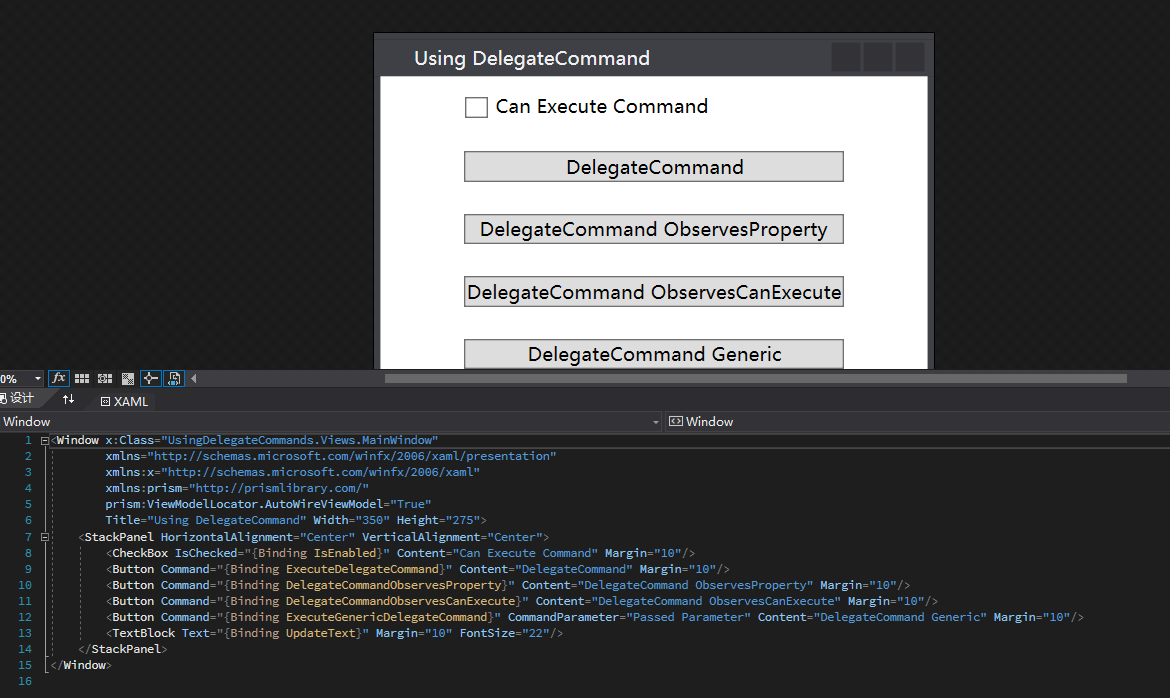 Using DelegateCommand
Can Execute Command
DelegateCommand
DelegateCommand ObservesProperty
DelegateCommand ObservesCanExecute
DelegateCommand Generic
0% fx
设计 XAML
Window Window
1 <Window x:Class="UsingDelegateCommands.Views.MainWindow"
2 xmlns="http://schemas.microsoft.com/winfx/2006/xaml/presentation"
3 xmlns:x="http://schemas.microsoft.com/winfx/2006/xaml"
4 xmlns:prism="http://prismlibrary.com/"
5 prism:ViewModelLocator.AutoWireViewModel="True"
6 Title="Using DelegateCommand" Width="350" Height="275">
7 <StackPanel HorizontalAlignment="Center" VerticalAlignment="Center">
8 <CheckBox IsChecked="{Binding IsEnabled}" Content="Can Execute Command" Margin="10"/>
9 <Button Command="{Binding ExecuteDelegateCommand}" Content="DelegateCommand" Margin="10"/>
10 <Button Command="{Binding DelegateCommandObservesProperty}" Content="DelegateCommand ObservesProperty" Margin="10"/>
11 <Button Command="{Binding DelegateCommandObservesCanExecute}" Content="DelegateCommand ObservesCanExecute" Margin="10"/>
12 <Button Command="{Binding ExecuteGenericDelegateCommand}" CommandParameter="Passed Parameter" Content="DelegateCommand Generic" Margin="10"/>
13 <TextBlock Text="{Binding UpdateText}" Margin="10" FontSize="22"/>
14 </StackPanel>
15 </Window>
16